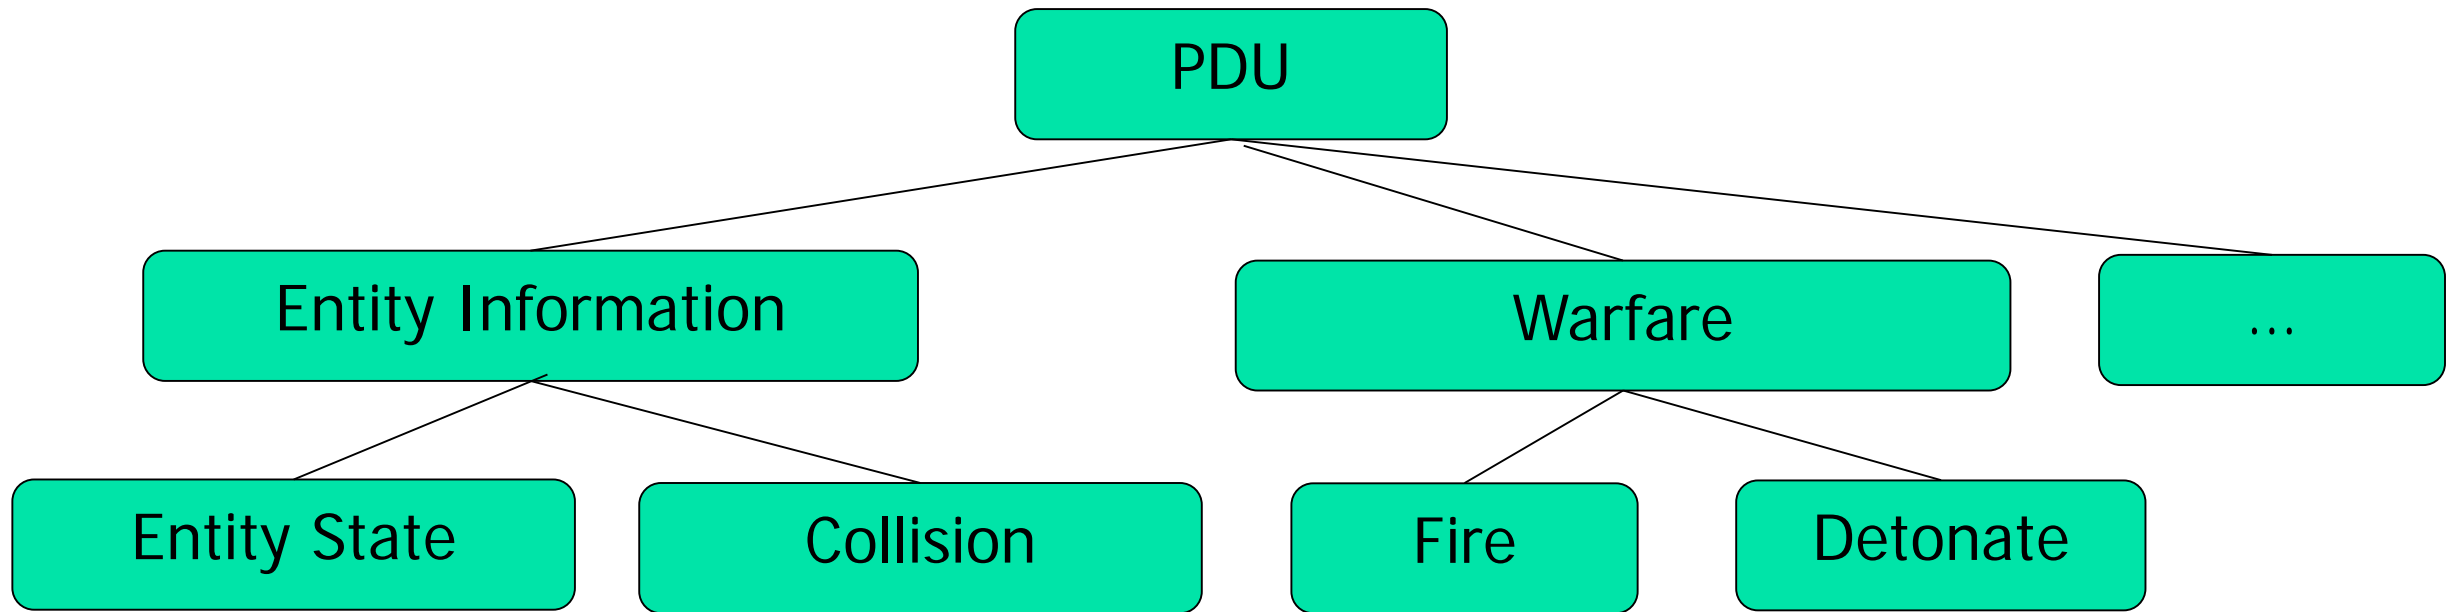 PDU
Entity Information
Warfare
...
Entity State
Collision
Fire
Detonate